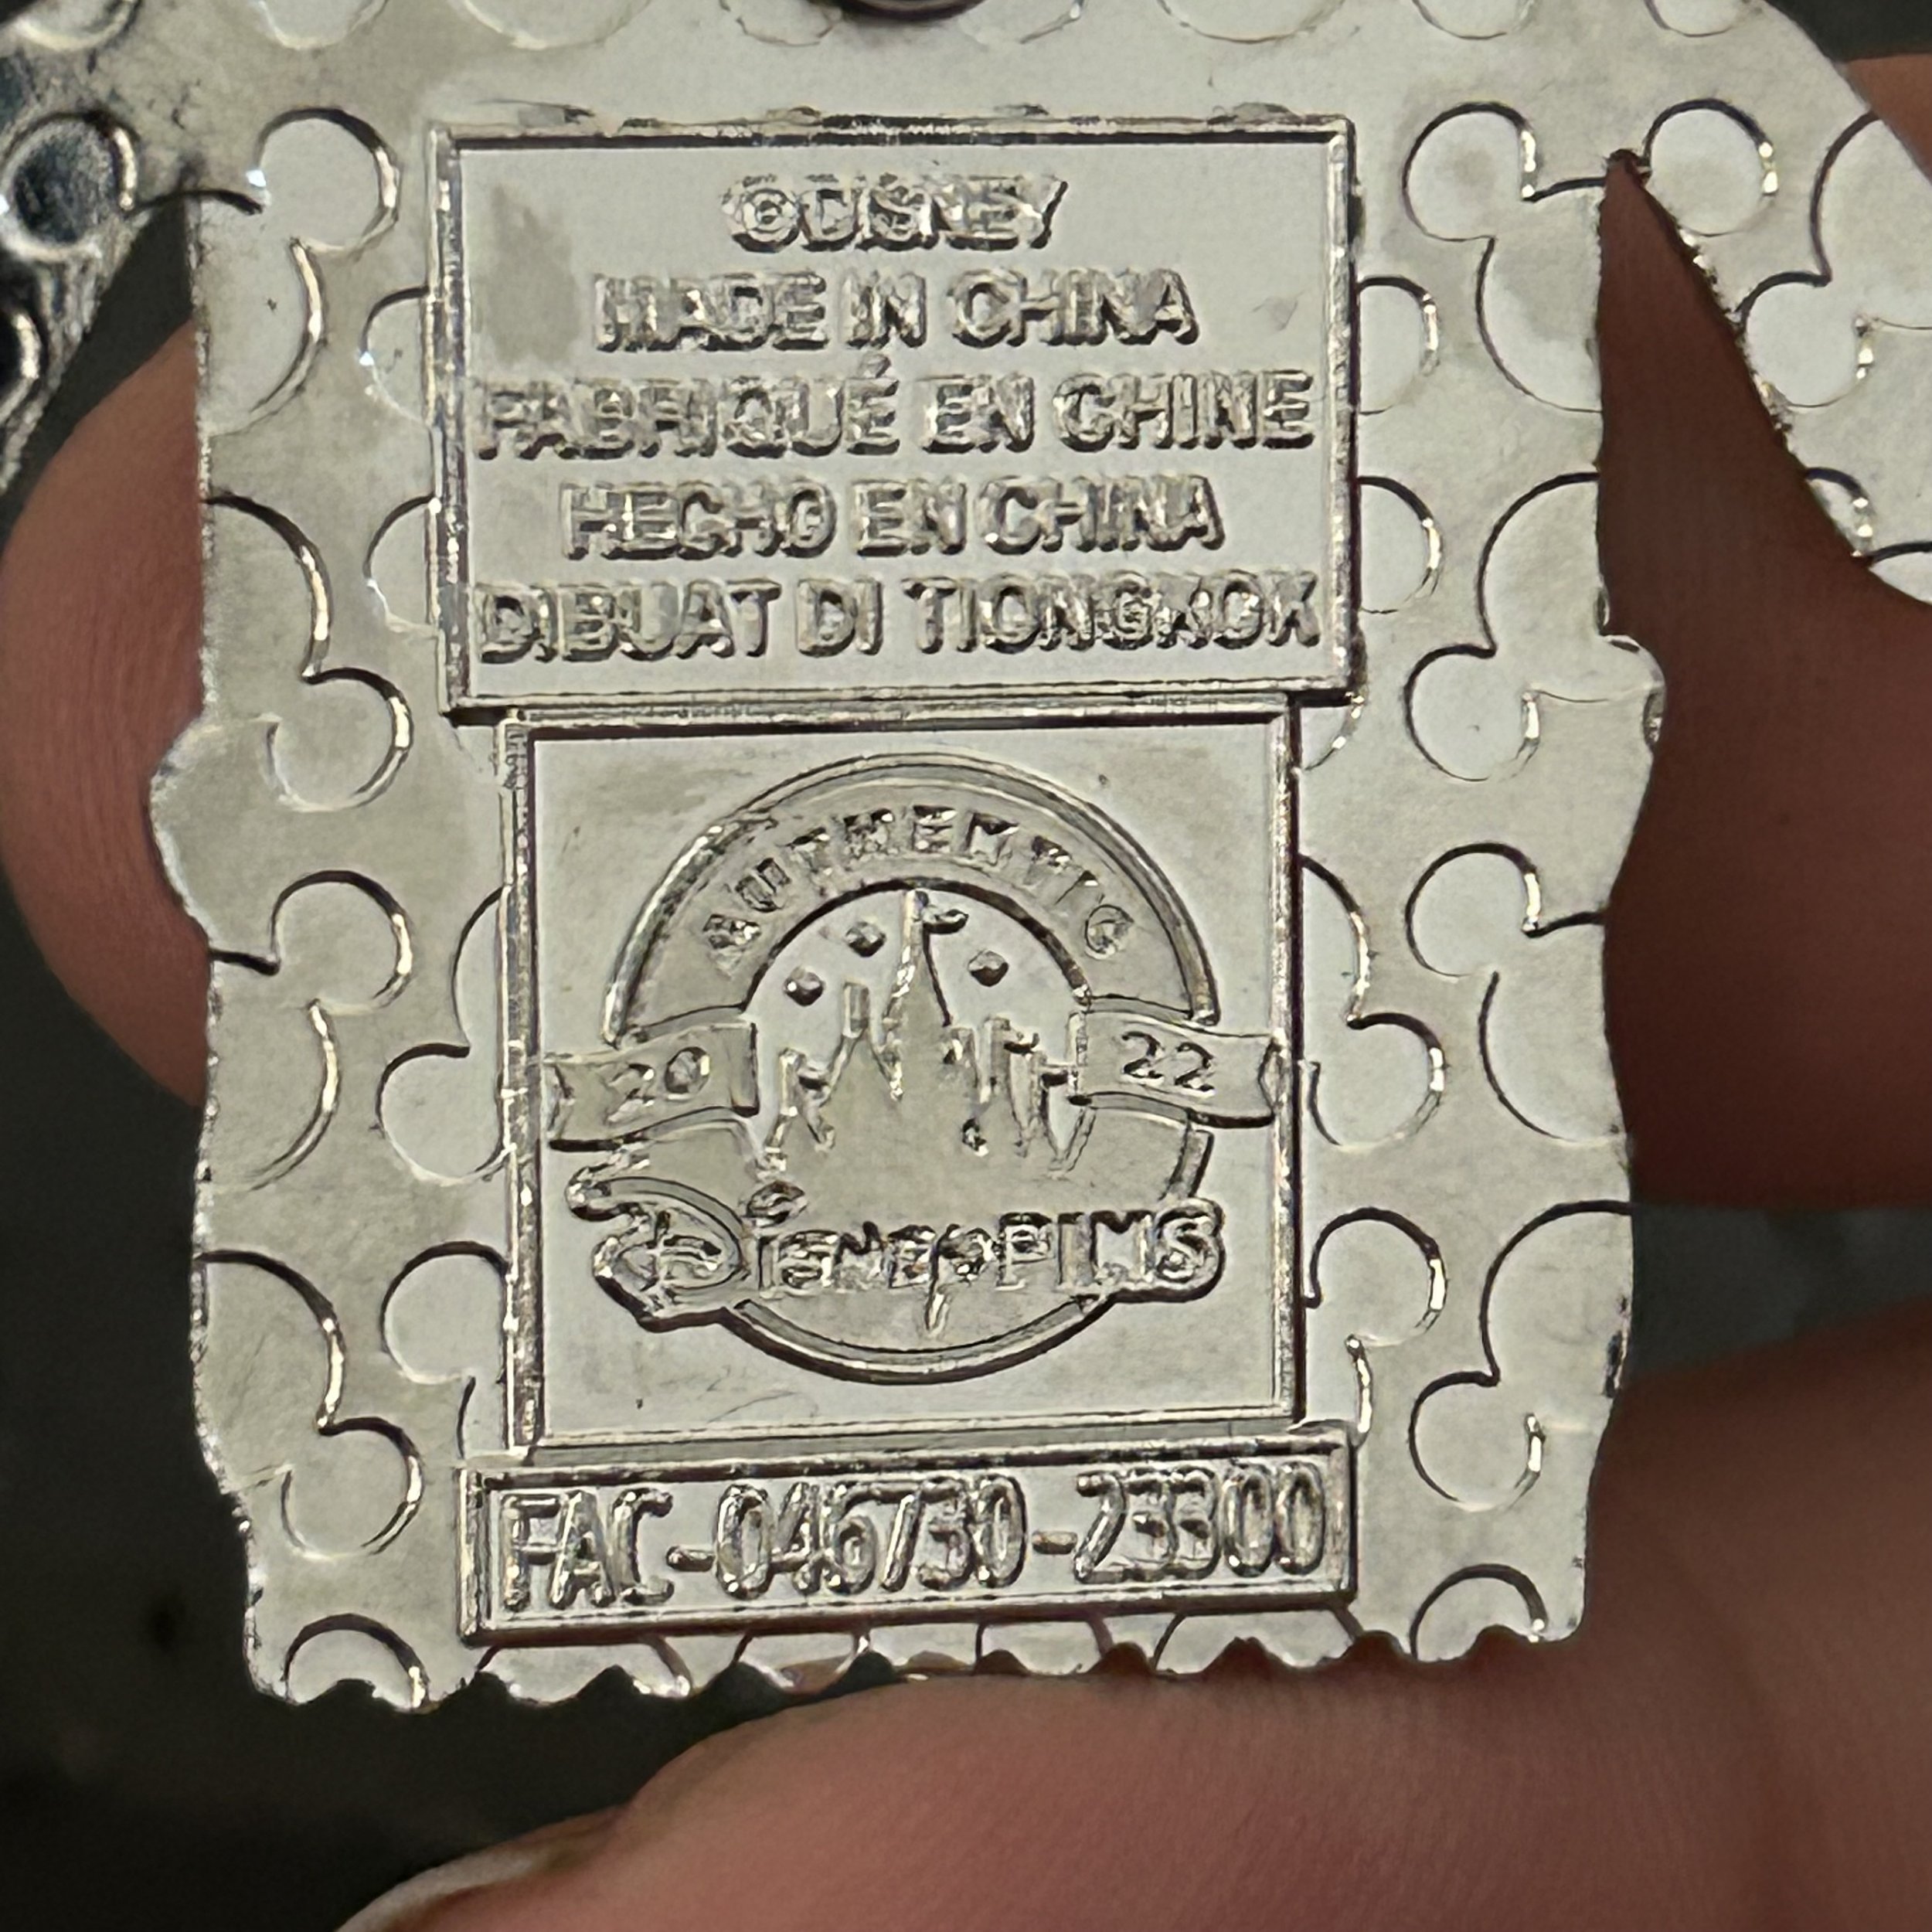 ©DISNEY
MADE IN CHINA
FABRIQUÉ EN CHINE
HECHO EN CHINA
DIBUAT DI TIONGKOK
AUTHENTIC
20 22
Disney PINS
FAC-046730-23300